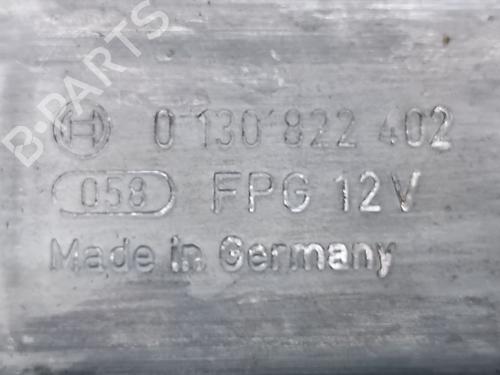 B-PARTS
0 130 822 402
058 FPG 12V
Made in Germany